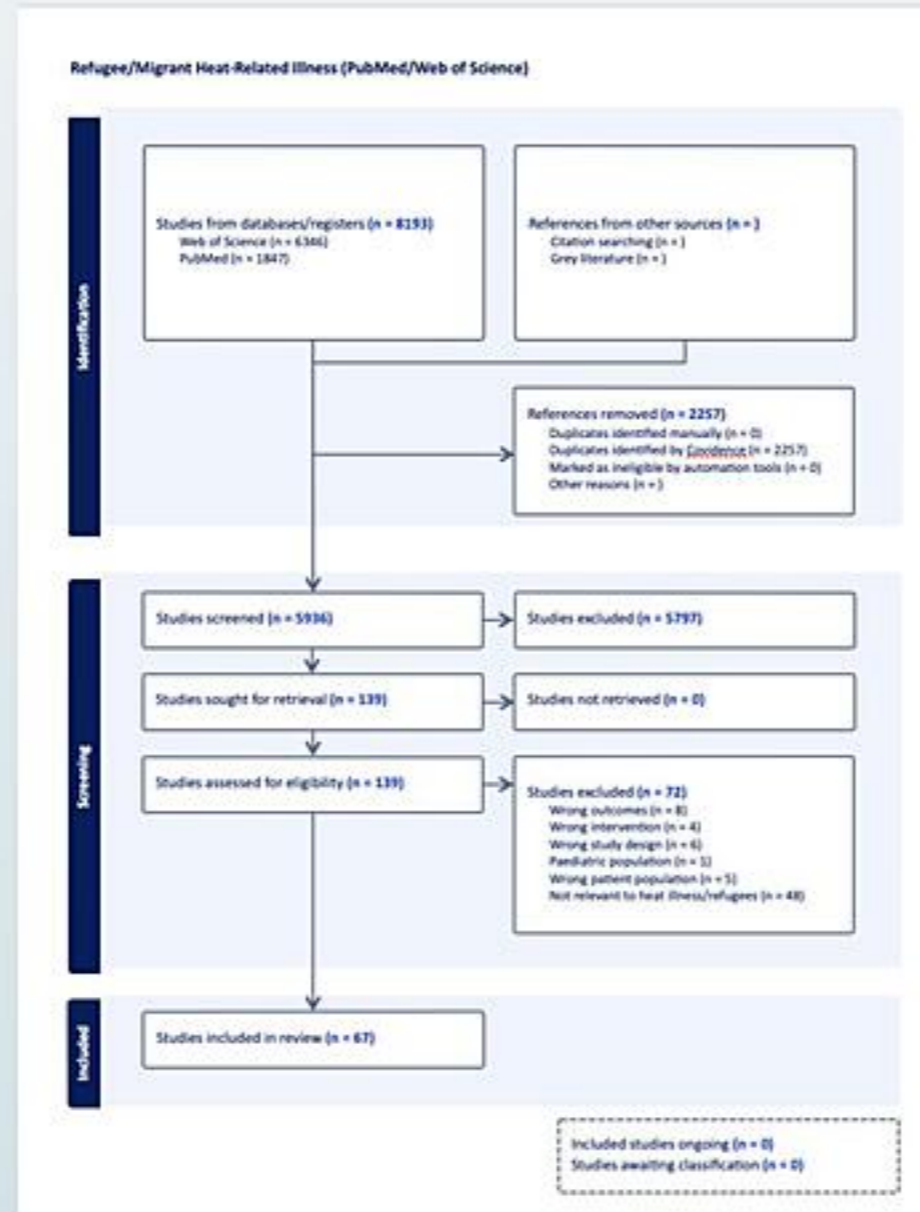 Refugee/Migrant Heat-Related Illness (PubMed/Web of Science)
Identification
Studies from databases/registers (n = 8193)
Web of Science (n = 6346)
PubMed (n = 1847)
References from other sources (n = )
Citation searching (n = )
Grey literature (n = )
References removed (n = 2257)
Duplicates identified manually (n = 0)
Duplicates identified by Covidence (n = 2257)
Marked as ineligible by automation tools (n = 0)
Other reasons (n = )
Screening
Studies screened (n = 5936)
Studies excluded (n = 5797)
Studies sought for retrieval (n = 139)
Studies not retrieved (n = 0)
Studies assessed for eligibility (n = 139)
Studies excluded (n = 72)
Wrong outcomes (n = 8)
Wrong intervention (n = 4)
Wrong study design (n = 6)
Paediatric population (n = 1)
Wrong patient population (n = 5)
Not relevant to heat illness/refugees (n = 48)
Included
Studies included in review (n = 67)
Included studies ongoing (n = 0)
Studies awaiting classification (n = 0)